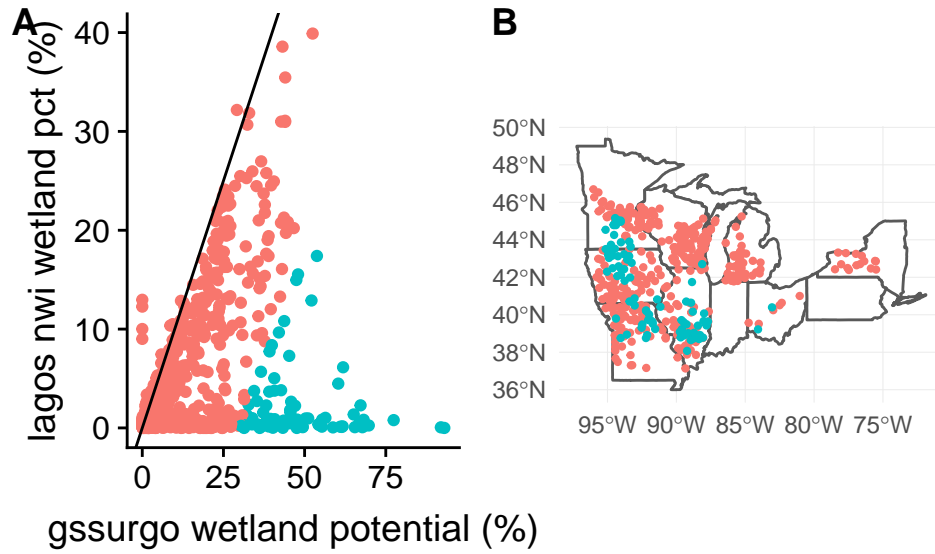 A
lagos nwi wetland pct (%)
40
30
20
10
0
0 25 50 75
gssurgo wetland potential (%)
B
50°N
48°N
46°N
44°N
42°N
40°N
38°N
36°N
95°W 90°W 85°W 80°W 75°W